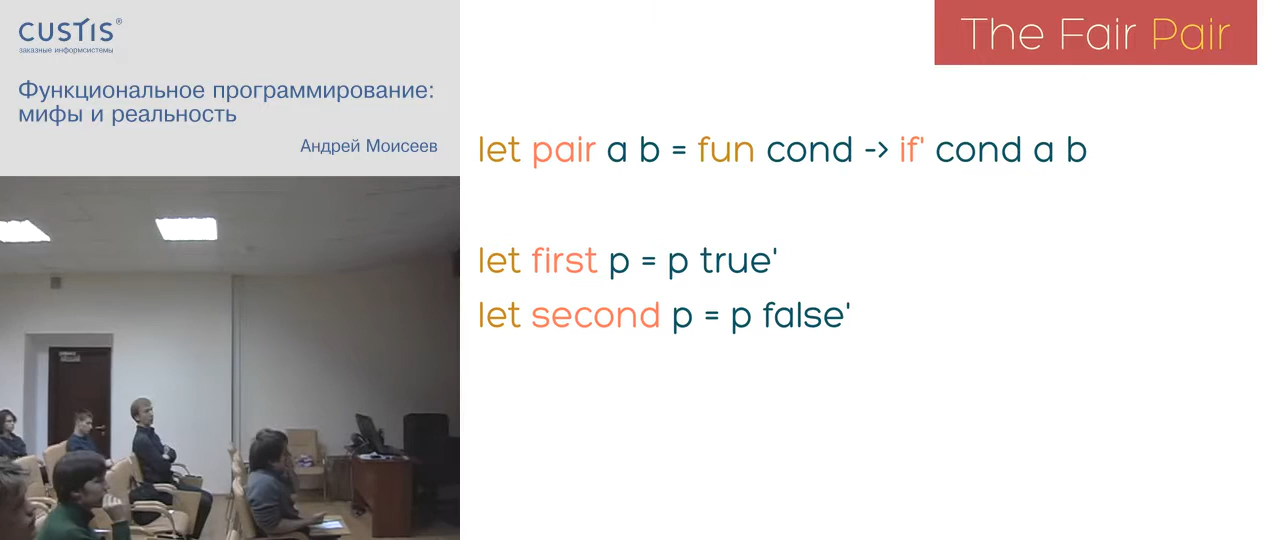 CUSTIS®
заказные информсистемы
Функциональное программирование:
мифы и реальность
Андрей Моисеев
The Fair Pair
let pair a b = fun cond -> if' cond a b
let first p = p true'
let second p = p false'